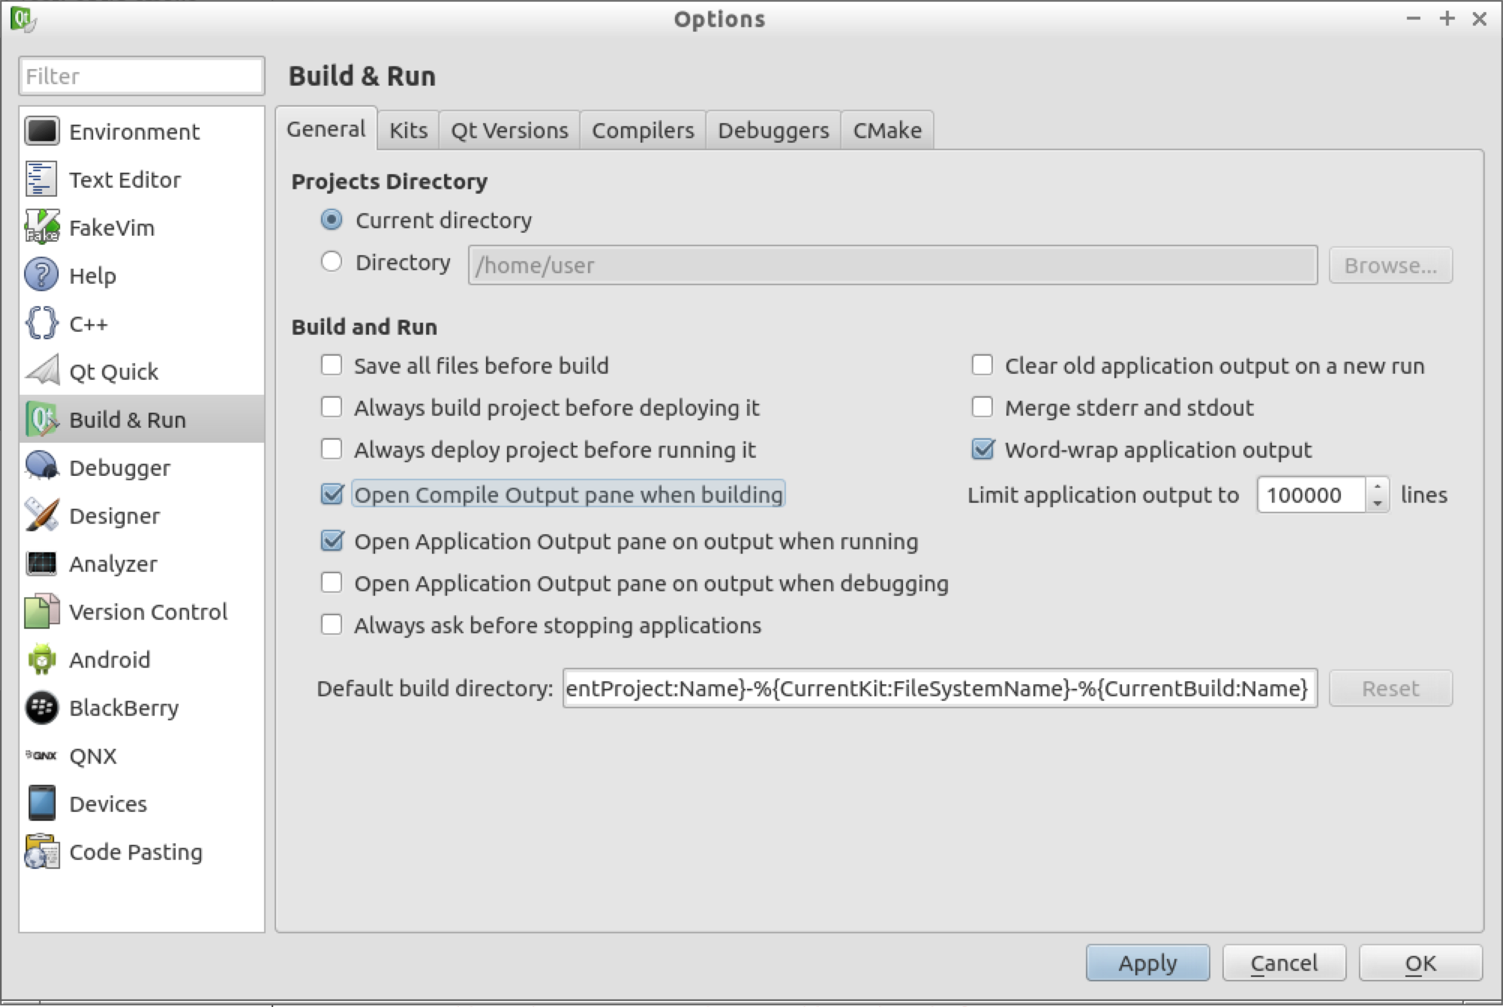 Options
Filter
Environment
Text Editor
FakeVim
Help
C++
Qt Quick
Build & Run
Debugger
Designer
Analyzer
Version Control
Android
BlackBerry
QNX
Devices
Code Pasting
Build & Run
General Kits Qt Versions Compilers Debuggers CMake
Projects Directory
Current directory
Directory /home/user Browse...
Build and Run
Save all files before build
Always build project before deploying it
Always deploy project before running it
Open Compile Output pane when building
Open Application Output pane on output when running
Open Application Output pane on output when debugging
Always ask before stopping applications
Clear old application output on a new run
Merge stderr and stdout
Word-wrap application output
Limit application output to 100000 lines
Default build directory: entProject:Name}-%{CurrentKit:FileSystemName}-%{CurrentBuild:Name} Reset
Apply Cancel OK